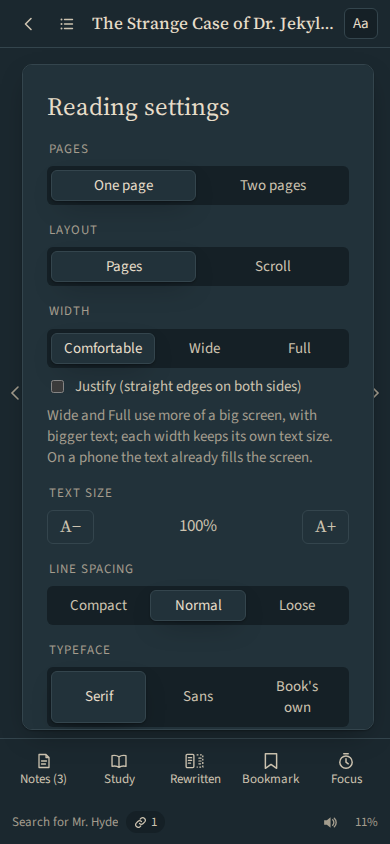 The Strange Case of Dr. Jekyl...
Aa
Reading settings
PAGES
One page
Two pages
LAYOUT
Pages
Scroll
WIDTH
Comfortable
Wide
Full
Justify (straight edges on both sides)
Wide and Full use more of a big screen, with
bigger text; each width keeps its own text size.
On a phone the text already fills the screen.
TEXT SIZE
A−
100%
A+
LINE SPACING
Compact
Normal
Loose
TYPEFACE
Serif
Sans
Book's
own
Notes (3)
Study
Rewritten
Bookmark
Focus
Search for Mr. Hyde
1
11%